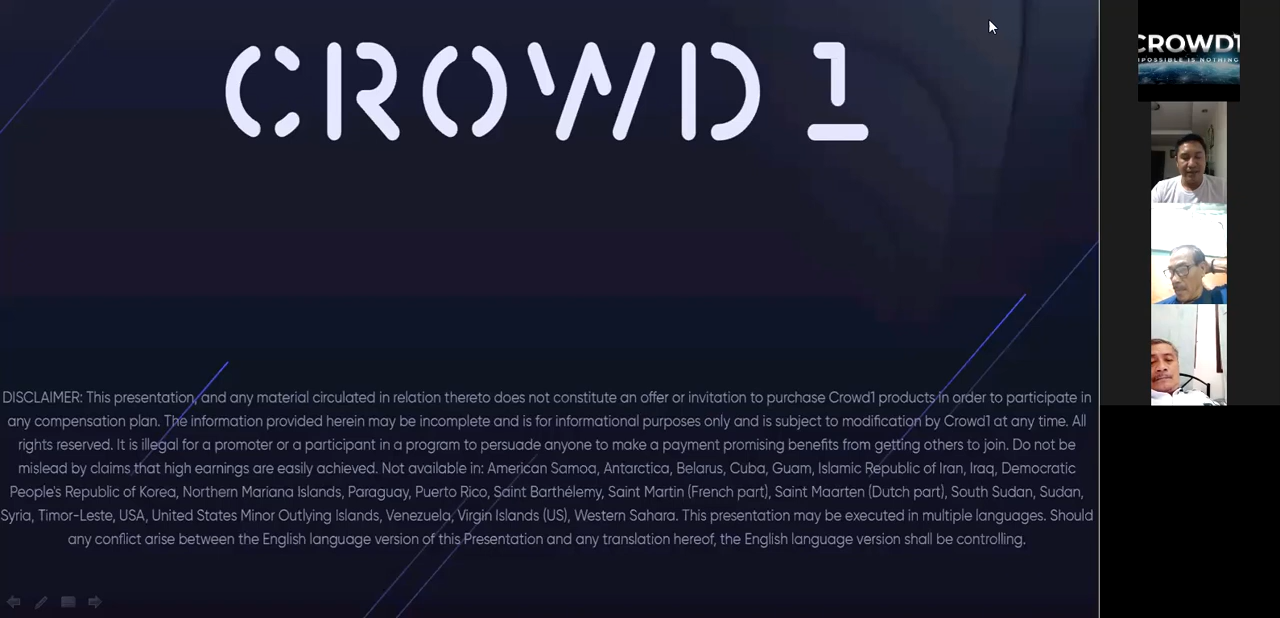 CROWD1
DISCLAIMER: This presentation, and any material circulated in relation thereto does not constitute an offer or invitation to purchase Crowd1 products in order to participate in
any compensation plan. The information provided herein may be incomplete and is for informational purposes only and is subject to modification by Crowd1 at any time. All
rights reserved. It is illegal for a promoter or a participant in a program to persuade anyone to make a payment promising benefits from getting others to join. Do not be
mislead by claims that high earnings are easily achieved. Not available in: American Samoa, Antarctica, Belarus, Cuba, Guam, Islamic Republic of Iran, Iraq, Democratic
People's Republic of Korea, Northern Mariana Islands, Paraguay, Puerto Rico, Saint Barthélemy, Saint Martin (French part), Saint Maarten (Dutch part), South Sudan, Sudan,
Syria, Timor-Leste, USA, United States Minor Outlying Islands, Venezuela, Virgin Islands (US), Western Sahara. This presentation may be executed in multiple languages. Should
any conflict arise between the English language version of this Presentation and any translation hereof, the English language version shall be controlling.
CROWD1
MPOSSIBLE IS NOTHING